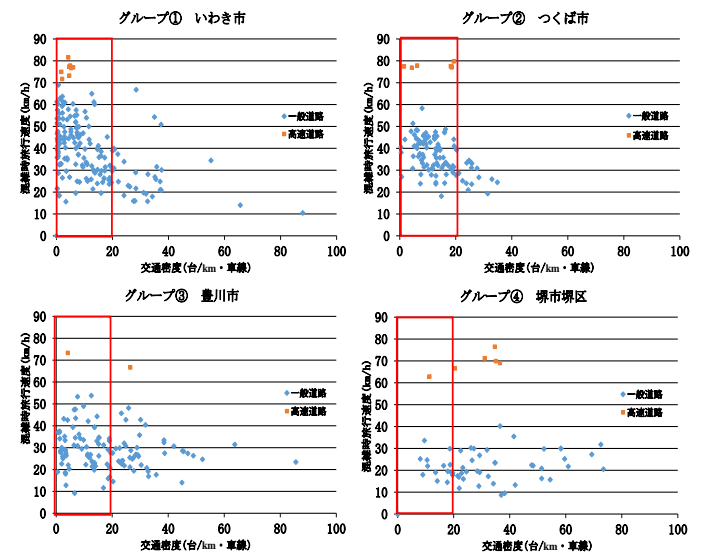 グループ①　いわき市
90
80
70
60
50
40
30
20
10
0
混雑時旅行速度(km/h)
0 20 40 60 80 100
交通密度(台/km・車線)
一般道路
高速道路
グループ②　つくば市
90
80
70
60
50
40
30
20
10
0
混雑時旅行速度(km/h)
0 20 40 60 80 100
交通密度(台/km・車線)
一般道路
高速道路
グループ③　豊川市
90
80
70
60
50
40
30
20
10
0
混雑時旅行速度(km/h)
0 20 40 60 80 100
交通密度(台/km・車線)
一般道路
高速道路
グループ④　堺市堺区
90
80
70
60
50
40
30
20
10
0
混雑時旅行速度(km/h)
0 20 40 60 80 100
交通密度(台/km・車線)
一般道路
高速道路